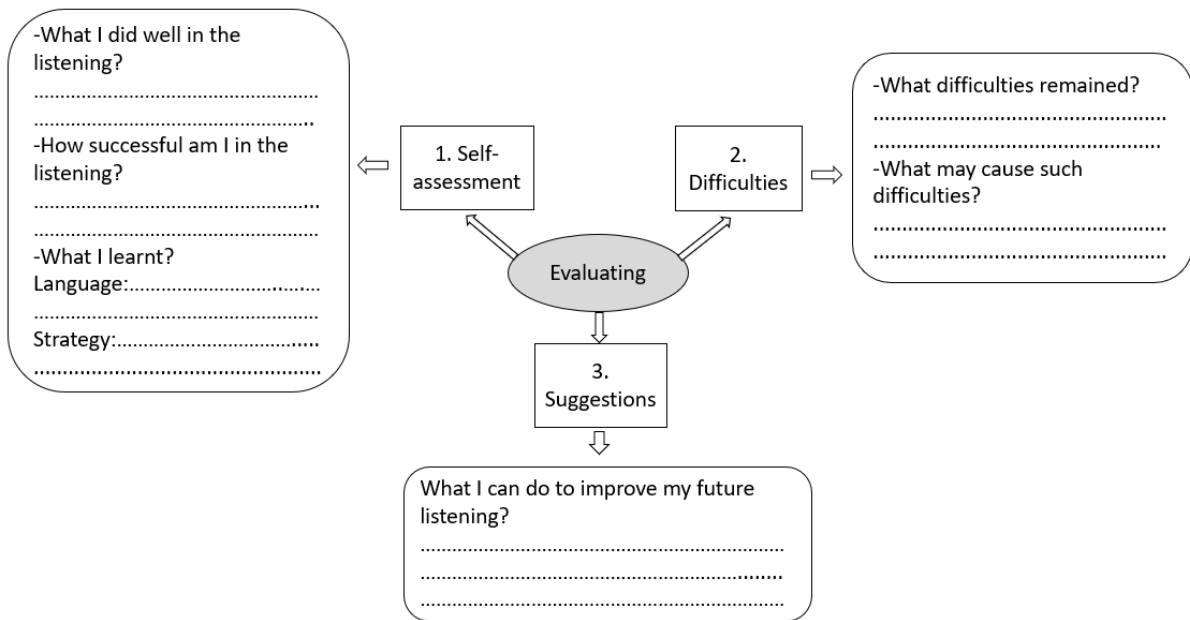 -What I did well in the
listening?
......................................................
......................................................
-How successful am I in the
listening?
......................................................
......................................................
-What I learnt?
Language:....................................
......................................................
Strategy:.......................................
......................................................
1. Self-
assessment
2.
Difficulties
-What difficulties remained?
........................................................
.......................................................
-What may cause such
difficulties?
........................................................
........................................................
Evaluating
3.
Suggestions
What I can do to improve my future
listening?
.....................................................................
.....................................................................
.....................................................................